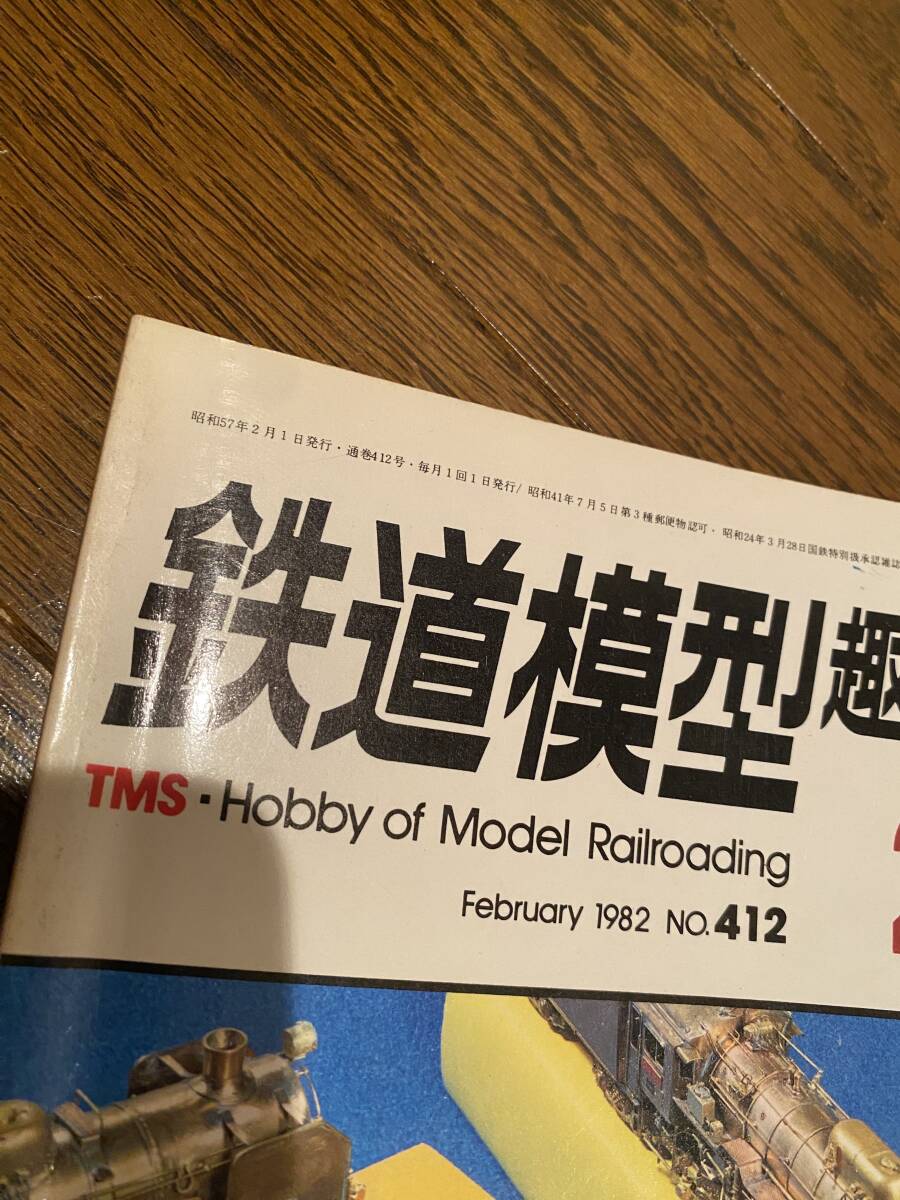 昭和57年2月1日発行・通巻412号・毎月1回1日発行/昭和41年7月5日第3種郵便物認可・昭和24年3月28日国鉄特別扱承認雑誌
鉄道模型趣
TMS・Hobby of Model Railroading
February 1982 NO.412